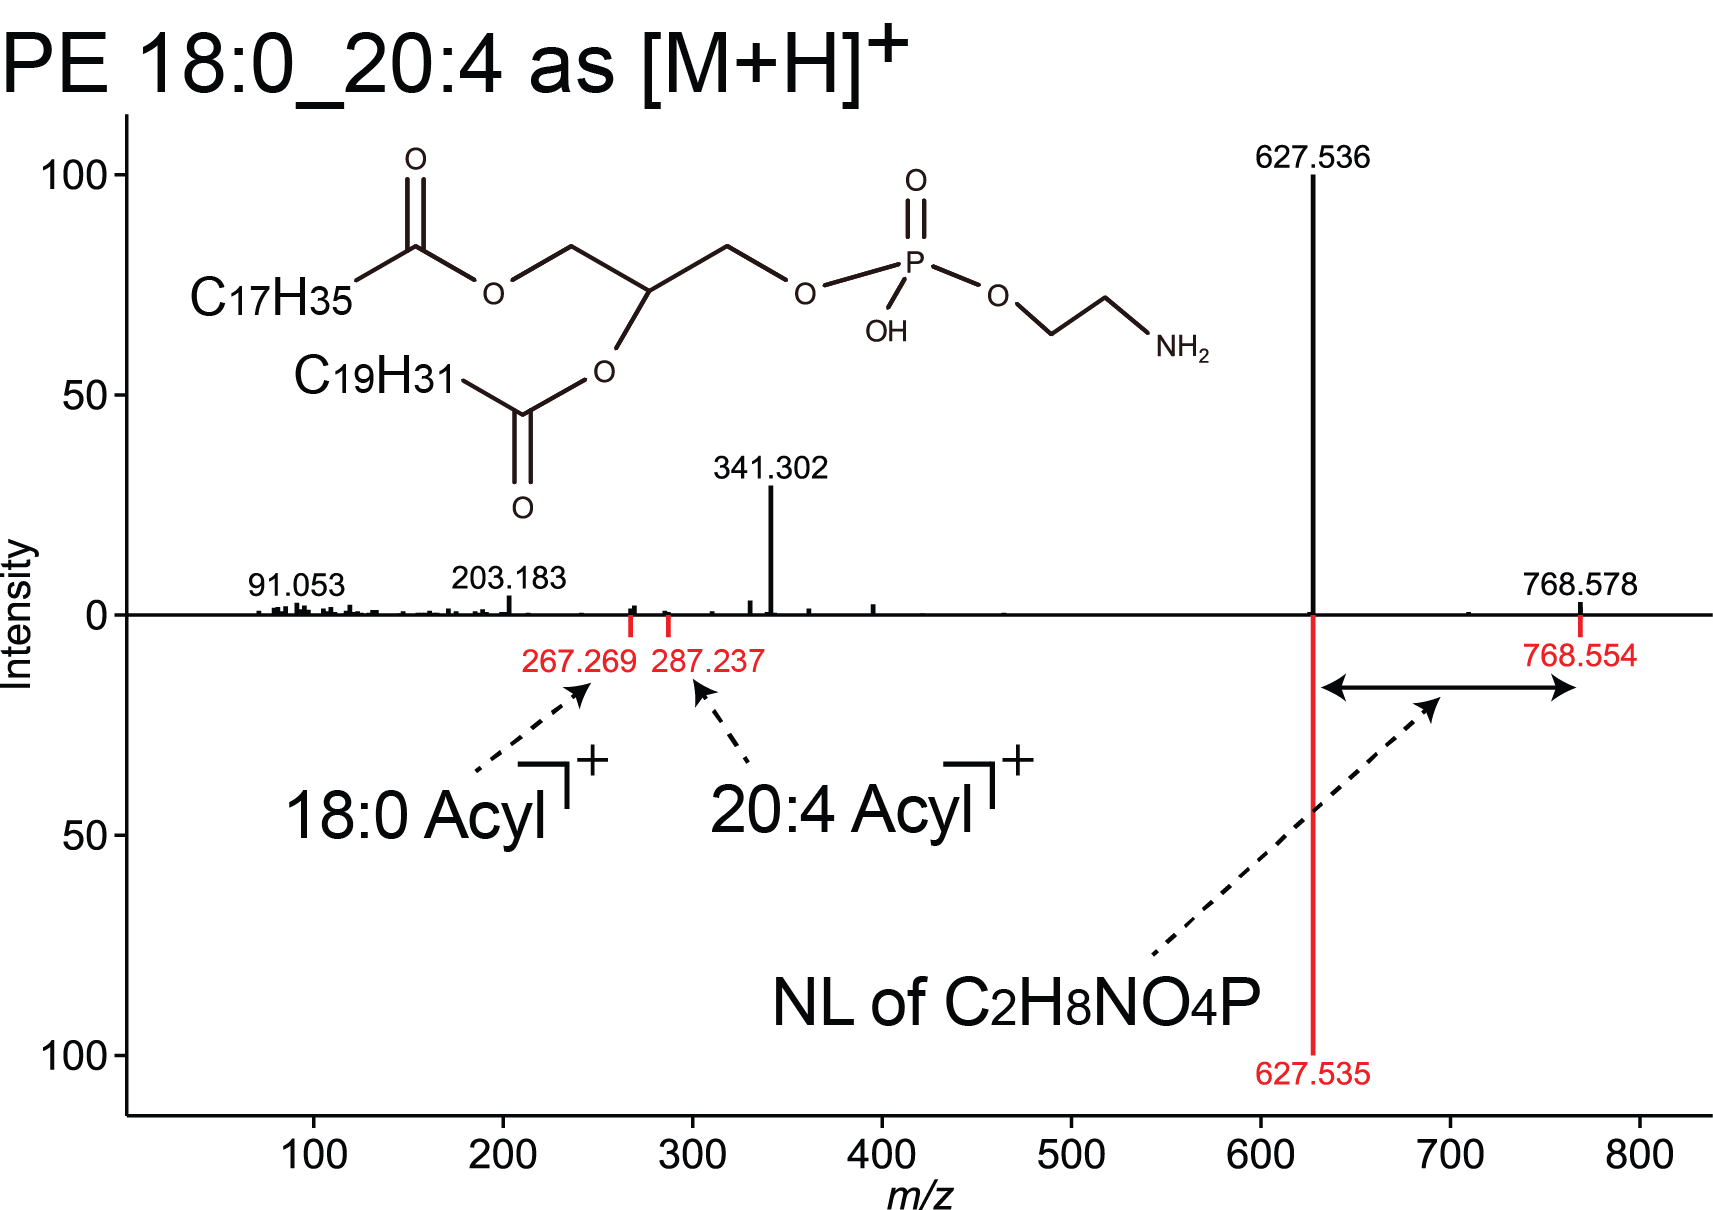 PE 18:0_20:4 as [M+H]+
Intensity
100
50
0
50
100
O
C17H35
O
C19H31
O
O
O
P
O
OH
O
NH2
627.536
341.302
91.053
203.183
768.578
267.269
287.237
768.554
18:0 Acyl +
20:4 Acyl +
NL of C2H8NO4P
627.535
100
200
300
400
500
600
700
800
m/z